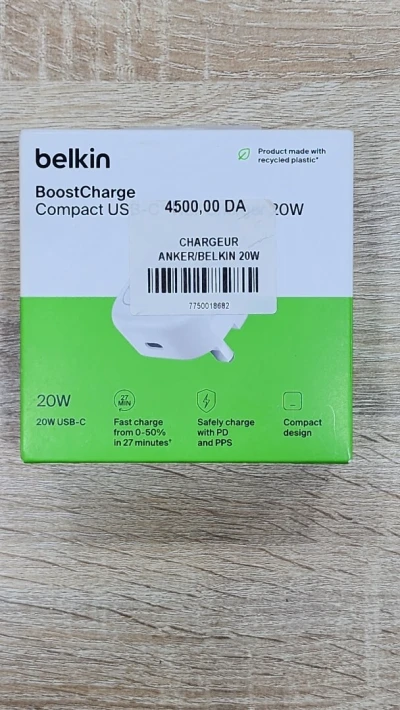 belkin
Product made with
recycled plastic*
BoostCharge
Compact USB-C 20W
4500,00 DA
CHARGEUR
ANKER/BELKIN 20W
7750018682
20W
20W USB-C
27
MIN
Fast charge
from 0-50%
in 27 minutes*
Safely charge
with PD
and PPS
Compact
design